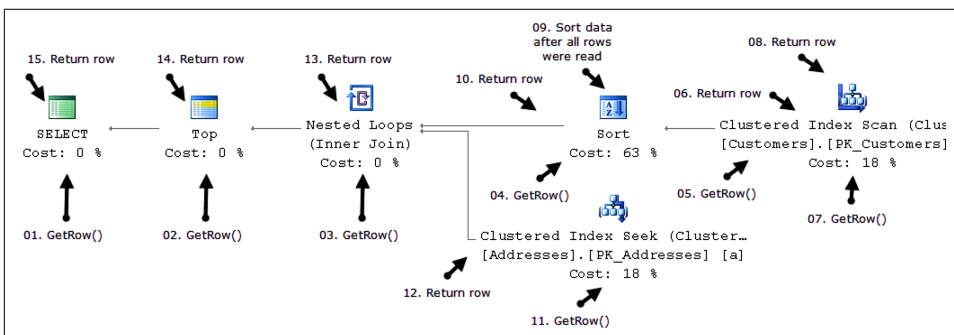 09. Sort data
after all rows
were read
08. Return row
15. Return row
14. Return row
13. Return row
10. Return row
06. Return row
SELECT
Cost: 0 %
Top
Cost: 0 %
Nested Loops
(Inner Join)
Cost: 0 %
Sort
Cost: 63 %
Clustered Index Scan (Clus
[Customers].[PK_Customers]
Cost: 18 %
04. GetRow()
05. GetRow()
07. GetRow()
01. GetRow()
02. GetRow()
03. GetRow()
Clustered Index Seek (Cluster…
[Addresses].[PK_Addresses] [a]
Cost: 18 %
12. Return row
11. GetRow()